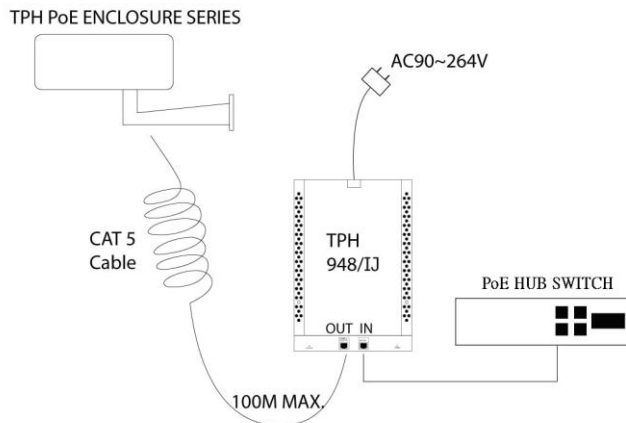 TPH PoE ENCLOSURE SERIES
AC90~264V
CAT 5
Cable
TPH
948/IJ
PoE HUB SWITCH
OUT IN
100M MAX.